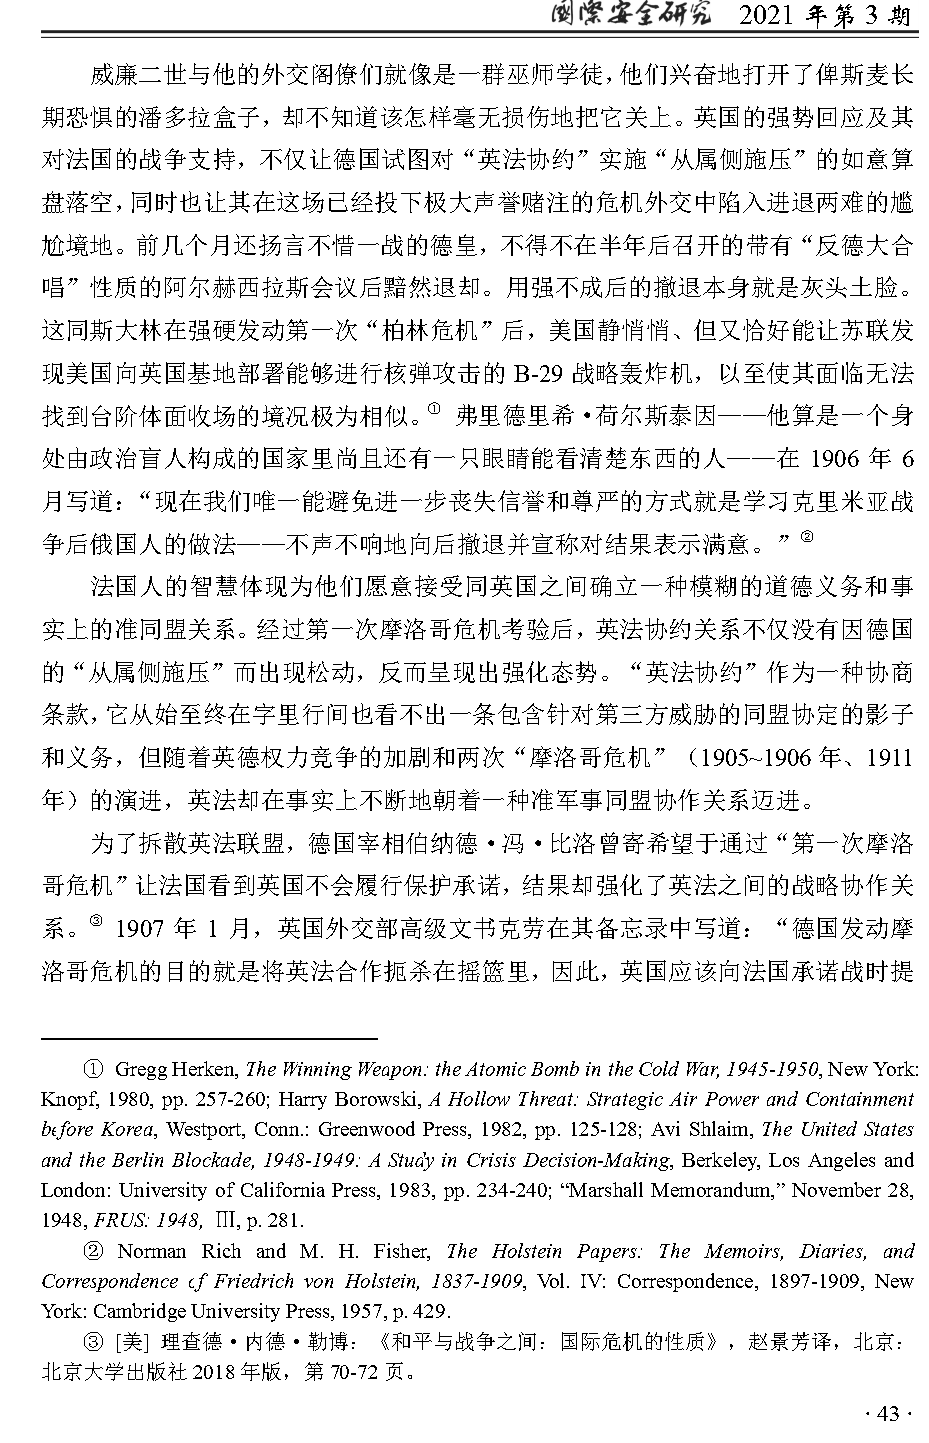 國際安全研究 2021 年第 3 期
威廉二世与他的外交阁僚们就像是一群巫师学徒，他们兴奋地打开了俾斯麦长
期恐惧的潘多拉盒子，却不知道该怎样毫无损伤地把它关上。英国的强势回应及其
对法国的战争支持，不仅让德国试图对“英法协约”实施“从属侧施压”的如意算
盘落空，同时也让其在这场已经投下极大声誉赌注的危机外交中陷入进退两难的尴
尬境地。前几个月还扬言不惜一战的德皇，不得不在半年后召开的带有“反德大合
唱”性质的阿尔赫西拉斯会议后黯然退却。用强不成后的撤退本身就是灰头土脸。
这同斯大林在强硬发动第一次“柏林危机”后，美国静悄悄、但又恰好能让苏联发
现美国向英国基地部署能够进行核弹攻击的 B-29 战略轰炸机，以至使其面临无法
找到台阶体面收场的境况极为相似。① 弗里德里希·荷尔斯泰因——他算是一个身
处由政治盲人构成的国家里尚且还有一只眼睛能看清楚东西的人——在 1906 年 6
月写道：“现在我们唯一能避免进一步丧失信誉和尊严的方式就是学习克里米亚战
争后俄国人的做法——不声不响地向后撤退并宣称对结果表示满意。”②
法国人的智慧体现为他们愿意接受同英国之间确立一种模糊的道德义务和事
实上的准同盟关系。经过第一次摩洛哥危机考验后，英法协约关系不仅没有因德国
的“从属侧施压”而出现松动，反而呈现出强化态势。“英法协约”作为一种协商
条款，它从始至终在字里行间也看不出一条包含针对第三方威胁的同盟协定的影子
和义务，但随着英德权力竞争的加剧和两次“摩洛哥危机”（1905~1906 年、1911
年）的演进，英法却在事实上不断地朝着一种准军事同盟协作关系迈进。
为了拆散英法联盟，德国宰相伯纳德·冯·比洛曾寄希望于通过“第一次摩洛
哥危机”让法国看到英国不会履行保护承诺，结果却强化了英法之间的战略协作关
系。③ 1907 年 1 月，英国外交部高级文书克劳在其备忘录中写道：“德国发动摩
洛哥危机的目的就是将英法合作扼杀在摇篮里，因此，英国应该向法国承诺战时提
① Gregg Herken, The Winning Weapon: the Atomic Bomb in the Cold War, 1945-1950, New York:
Knopf, 1980, pp. 257-260; Harry Borowski, A Hollow Threat: Strategic Air Power and Containment
before Korea, Westport, Conn.: Greenwood Press, 1982, pp. 125-128; Avi Shlaim, The United States
and the Berlin Blockade, 1948-1949: A Study in Crisis Decision-Making, Berkeley, Los Angeles and
London: University of California Press, 1983, pp. 234-240; “Marshall Memorandum,” November 28,
1948, FRUS: 1948, Ⅲ, p. 281.
② Norman Rich and M. H. Fisher, The Holstein Papers: The Memoirs, Diaries, and
Correspondence of Friedrich von Holstein, 1837-1909, Vol. IV: Correspondence, 1897-1909, New
York: Cambridge University Press, 1957, p. 429.
③ [美] 理查德·内德·勒博：《和平与战争之间：国际危机的性质》，赵景芳译，北京：
北京大学出版社 2018 年版，第 70-72 页。
· 43 ·